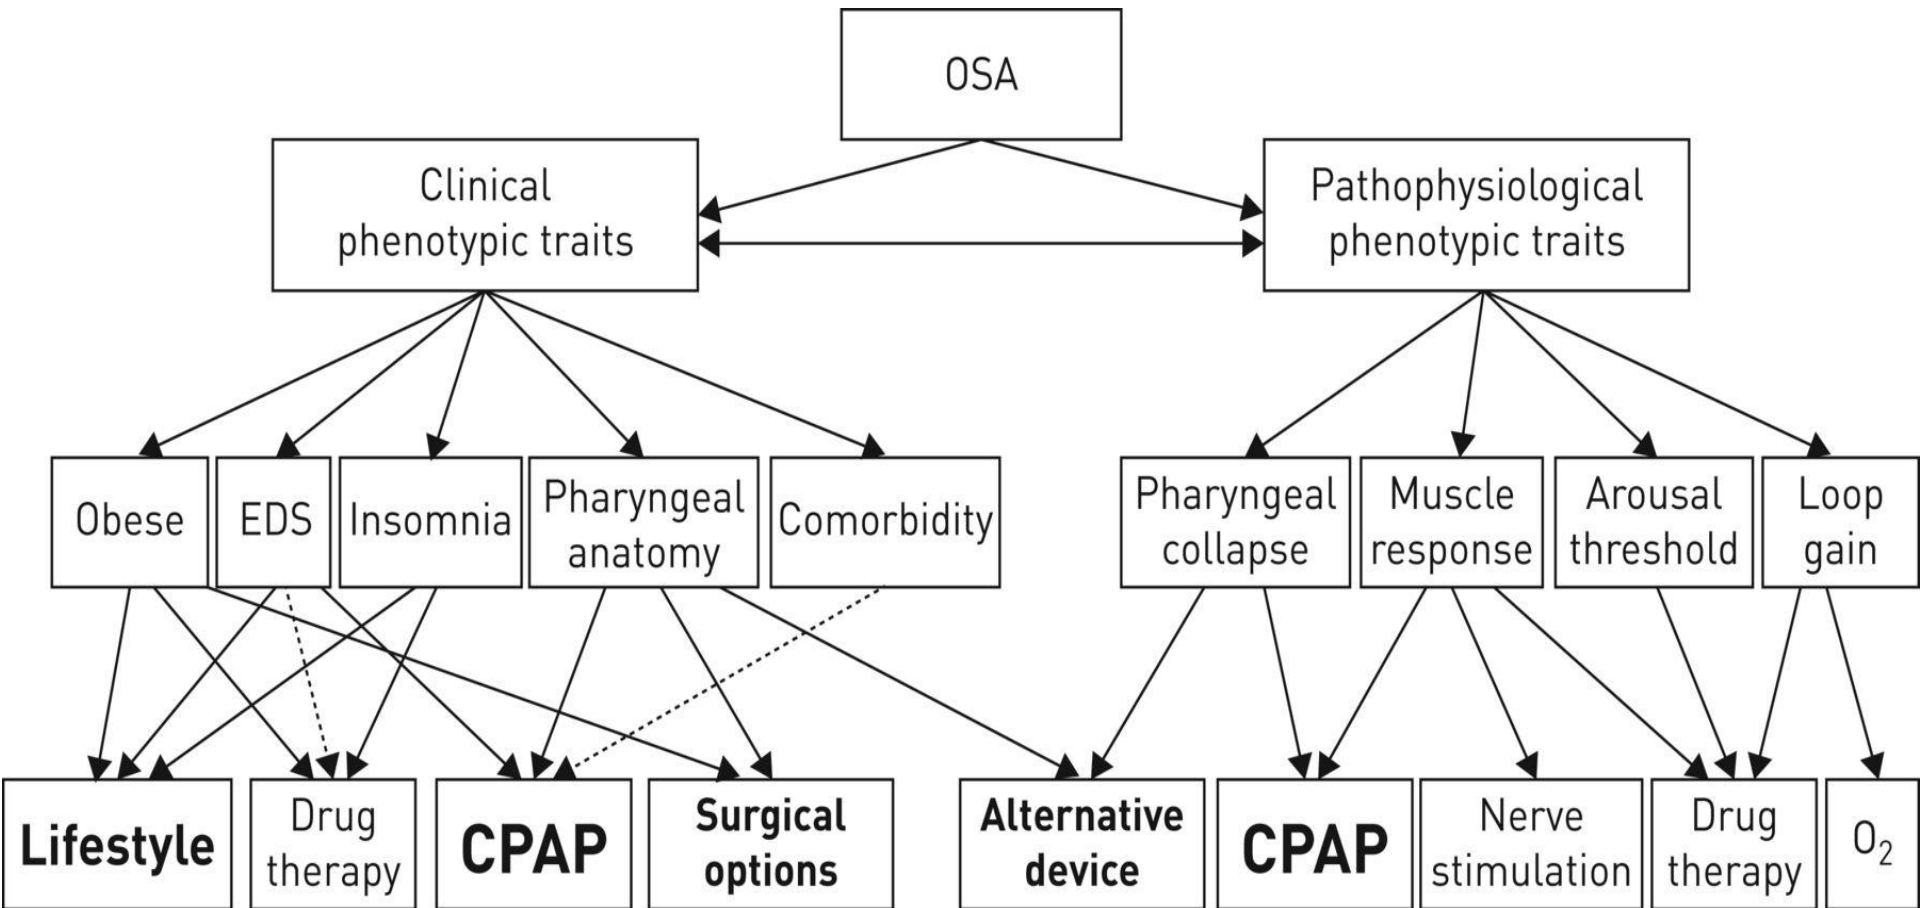 OSA
Clinical
phenotypic traits
Pathophysiological
phenotypic traits
Obese
EDS
Insomnia
Pharyngeal
anatomy
Comorbidity
Pharyngeal
collapse
Muscle
response
Arousal
threshold
Loop
gain
Lifestyle
Drug
therapy
CPAP
Surgical
options
Alternative
device
CPAP
Nerve
stimulation
Drug
therapy
O₂